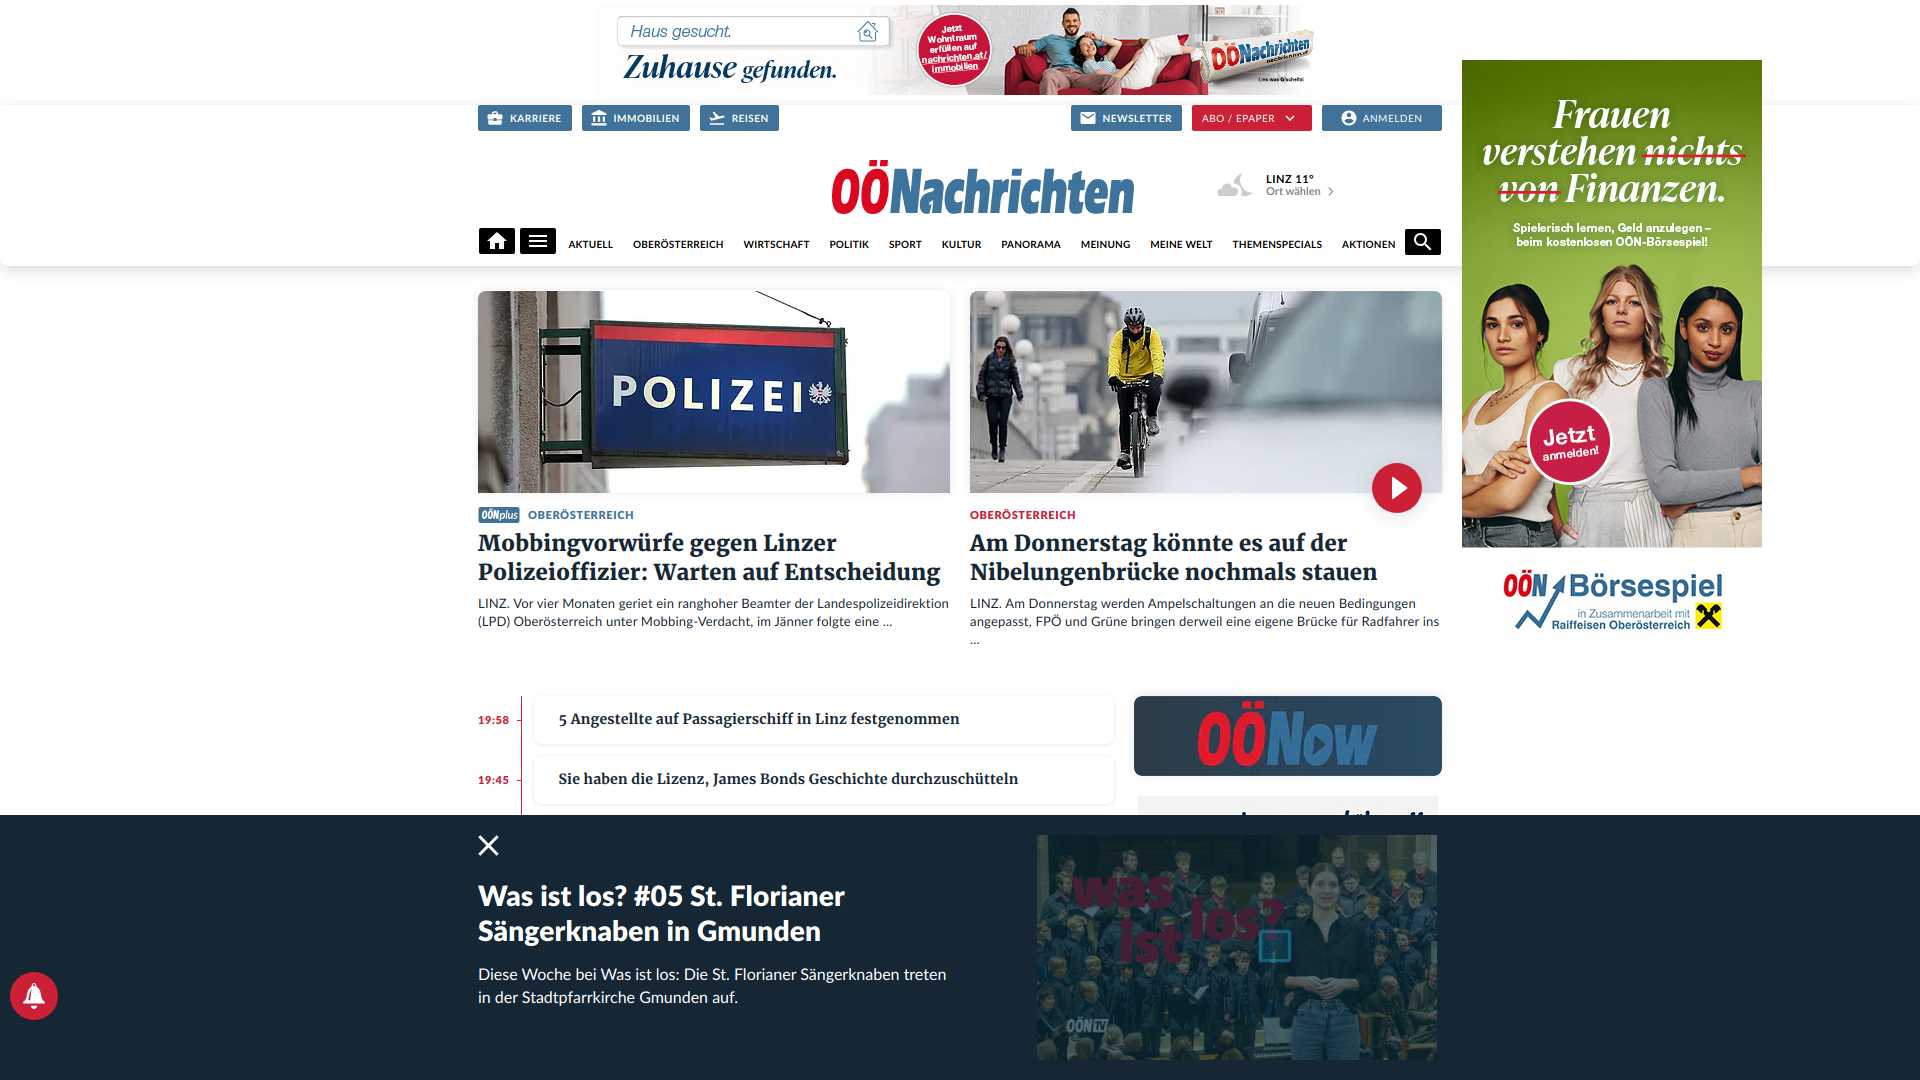 Haus gesucht.
Zuhause gefunden.
Jetzt
Wohntraum
erfüllen auf
nachrichten.at/
immobilien
OÖNachrichten
Lies was G'scheits!
KARRIERE
IMMOBILIEN
REISEN
NEWSLETTER
ABO / EPAPER
ANMELDEN
OÖNachrichten
LINZ 11°
Ort wählen
AKTUELL
OBERÖSTERREICH
WIRTSCHAFT
POLITIK
SPORT
KULTUR
PANORAMA
MEINUNG
MEINE WELT
THEMENSPECIALS
AKTIONEN
Frauen
verstehen nichts
von Finanzen.
Spielerisch lernen, Geld anzulegen –
beim kostenlosen OÖN-Börsespiel!
Jetzt
anmelden!
OÖN Börsespiel
in Zusammenarbeit mit
Raiffeisen Oberösterreich
POLIZEI
OÖNplus OBERÖSTERREICH
Mobbingvorwürfe gegen Linzer
Polizeioffizier: Warten auf Entscheidung
LINZ. Vor vier Monaten geriet ein ranghoher Beamter der Landespolizeidirektion
(LPD) Oberösterreich unter Mobbing-Verdacht, im Jänner folgte eine ...
OBERÖSTERREICH
Am Donnerstag könnte es auf der
Nibelungenbrücke nochmals stauen
LINZ. Am Donnerstag werden Ampelschaltungen an die neuen Bedingungen
angepasst, FPÖ und Grüne bringen derweil eine eigene Brücke für Radfahrer ins
...
19:58
5 Angestellte auf Passagierschiff in Linz festgenommen
19:45
Sie haben die Lizenz, James Bonds Geschichte durchzuschütteln
OÖNow
Was ist los? #05 St. Florianer
Sängerknaben in Gmunden
Diese Woche bei Was ist los: Die St. Florianer Sängerknaben treten
in der Stadtpfarrkirche Gmunden auf.
was
ist los?
OÖN TV